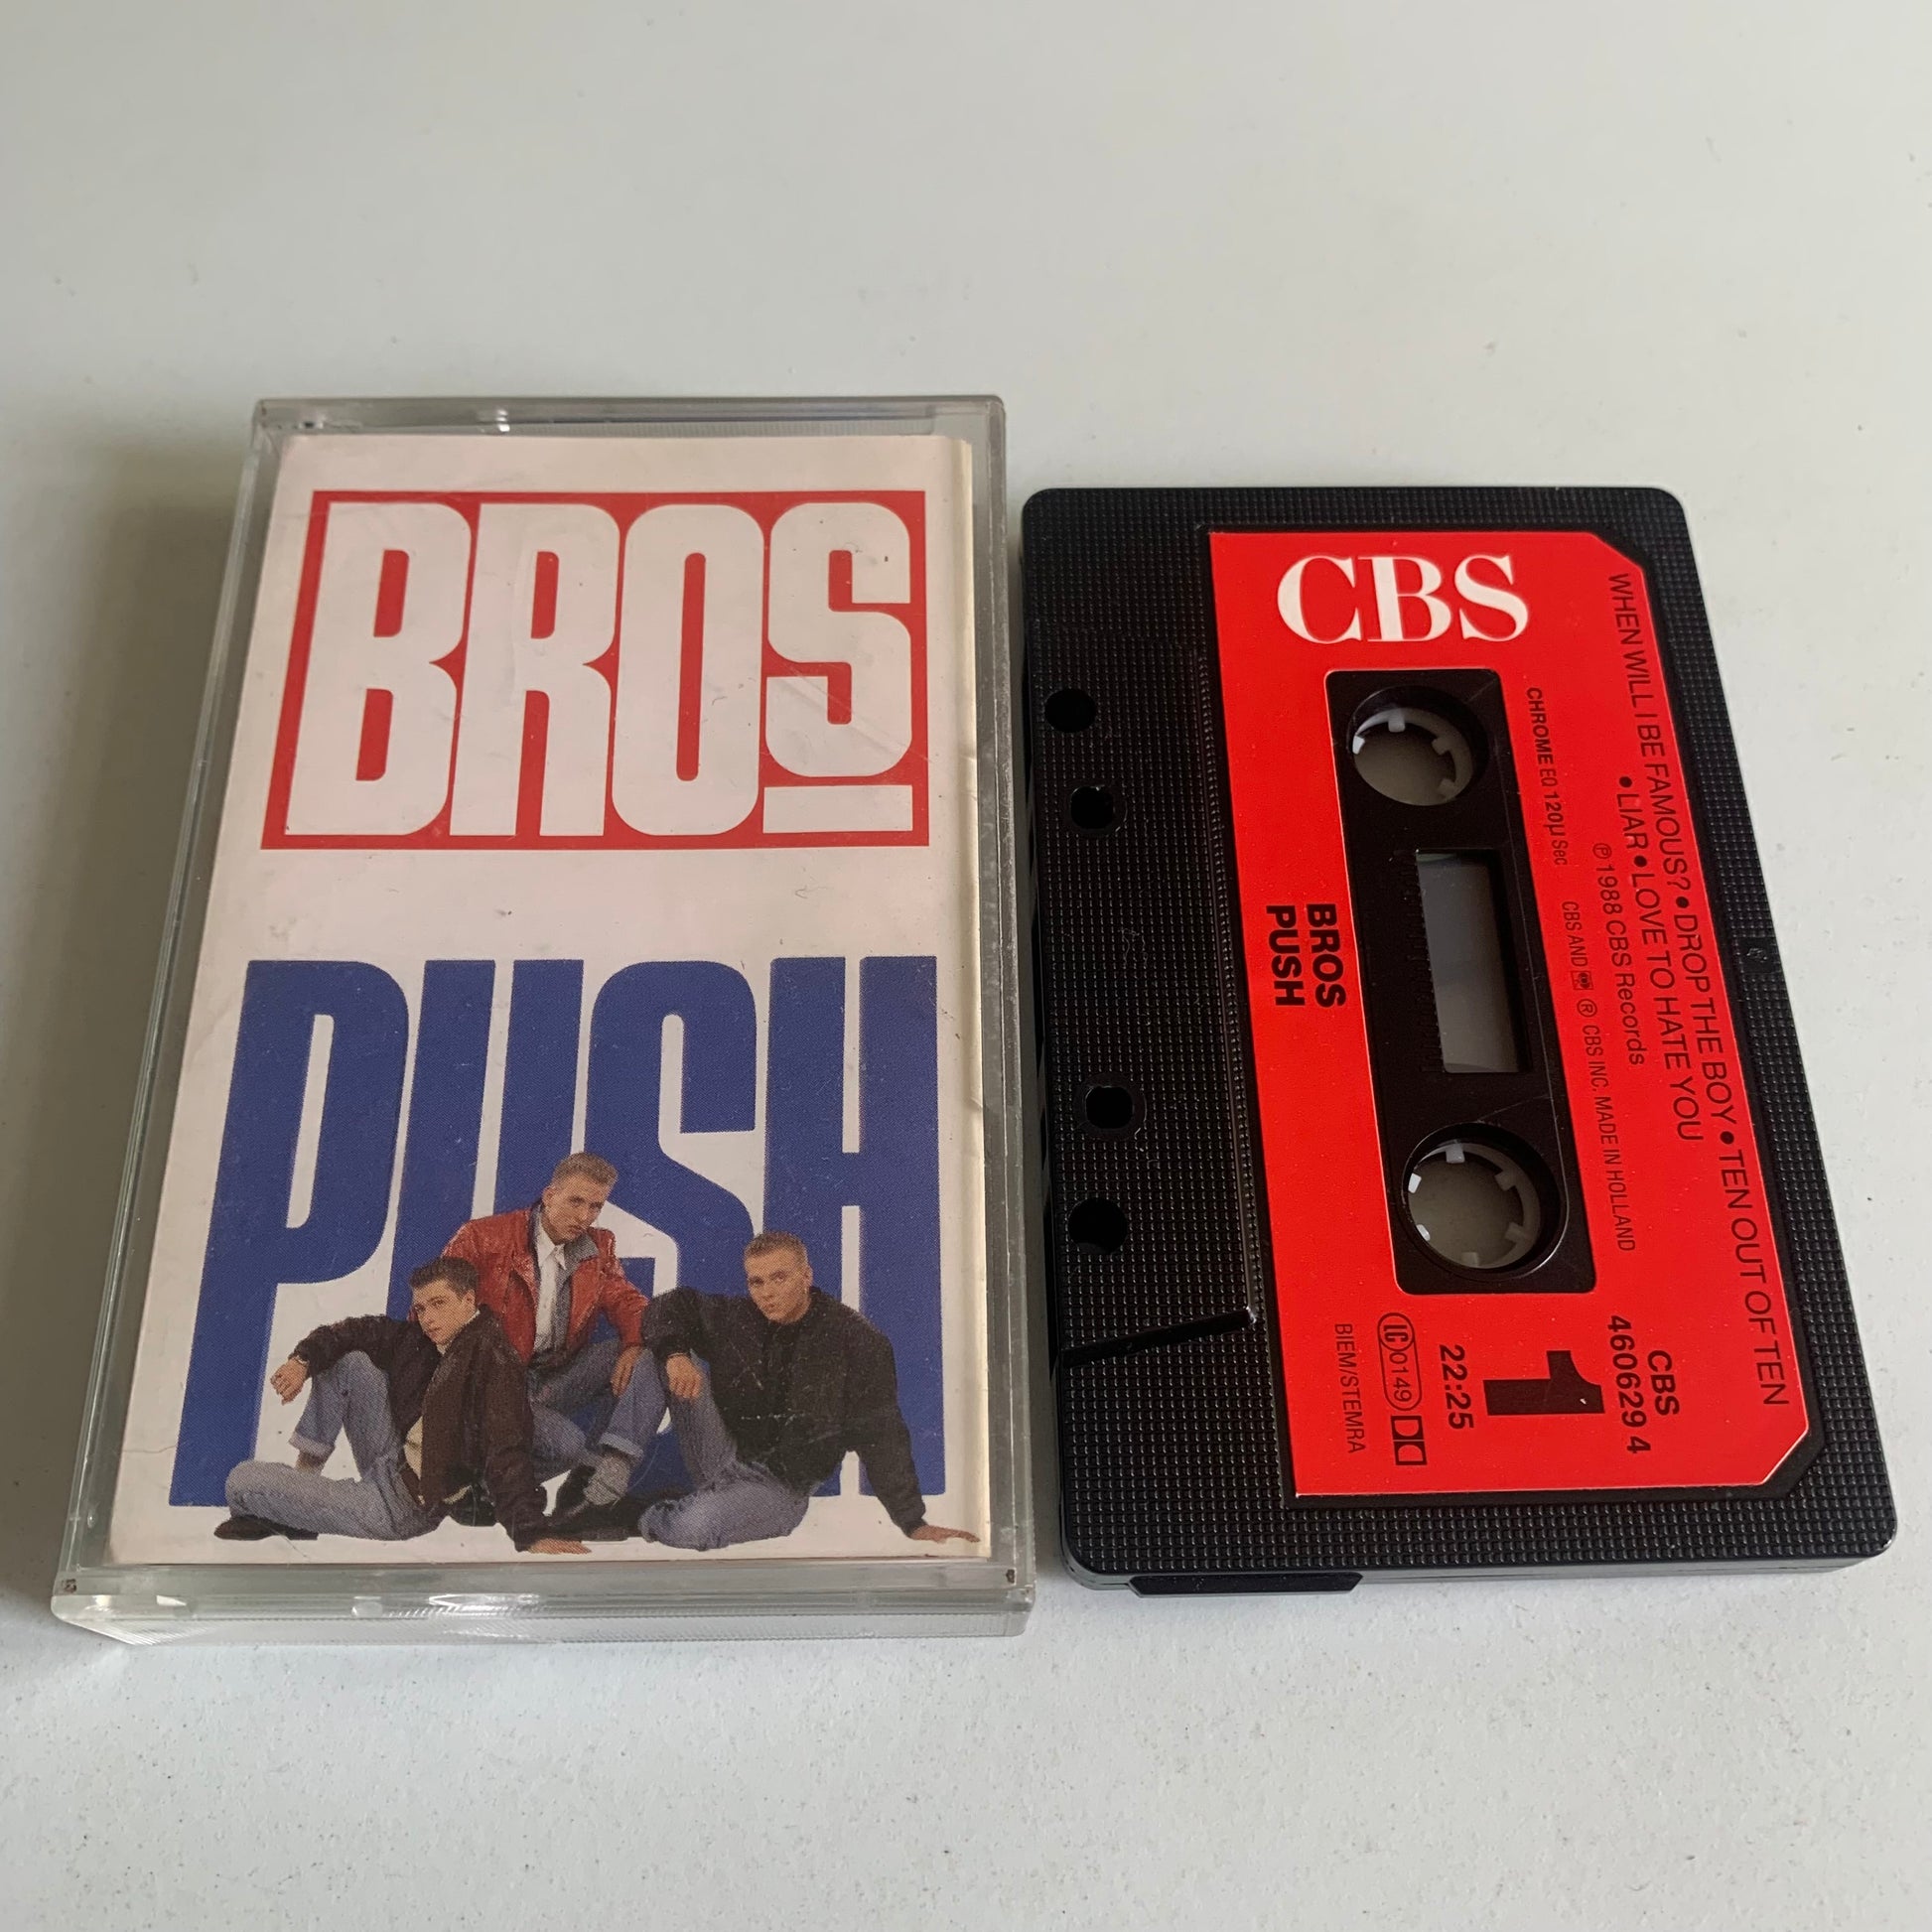 BROS
PUSH
CBS
WHEN WILL I BE FAMOUS? • DROP THE BOY • TEN OUT OF TEN
• LIAR • LOVE TO HATE YOU
℗ 1988 CBS Records
CHROME EQ 120µ Sec
CBS AND ® CBS INC. MADE IN HOLLAND
BROS
PUSH
CBS
460629 4
1
22:25
LC 0149
BIEM/STEMRA